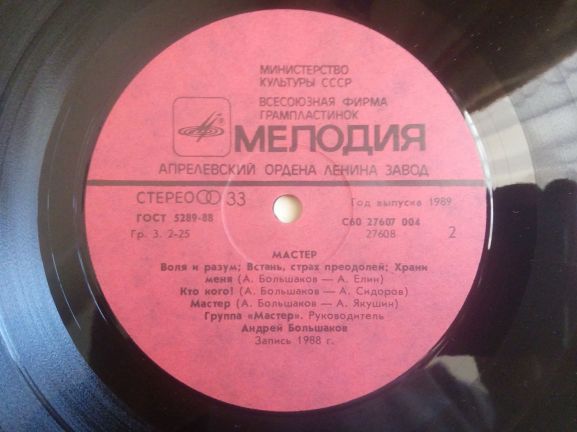 МИНИСТЕРСТВО
КУЛЬТУРЫ СССР
ВСЕСОЮЗНАЯ ФИРМА
ГРАМПЛАСТИНОК
®
МЕЛОДИЯ
АПРЕЛЕВСКИЙ ОРДЕНА ЛЕНИНА ЗАВОД
СТЕРЕО 33
Год выпуска 1989
ГОСТ 5289-88
С60 27607 004
Гр. 3. 2-25
27608 2
МАСТЕР
Воля и разум; Встань, страх преодолей; Храни
меня (А. Большаков — А. Елин)
Кто кого! (А. Большаков — А. Сидоров)
Мастер (А. Большаков — А. Якушин)
Группа «Мастер». Руководитель
Андрей Большаков
Запись 1988 г.